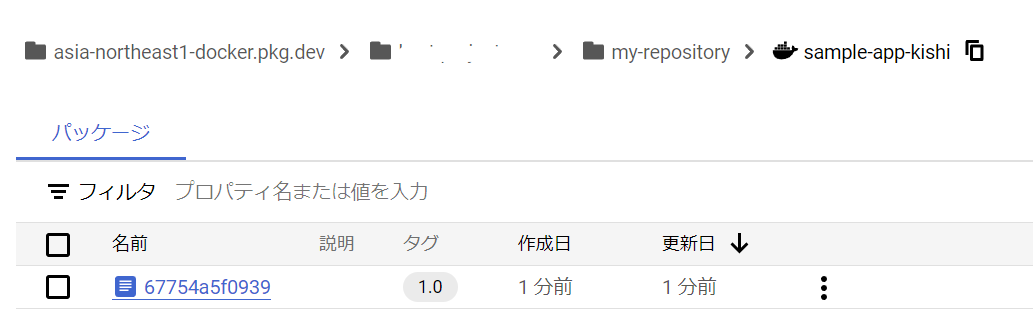 asia-northeast1-docker.pkg.dev > > my-repository > sample-app-kishi
パッケージ
フィルタ プロパティ名または値を入力
名前 説明 タグ 作成日 更新日
67754a5f0939 1.0 1 分前 1 分前